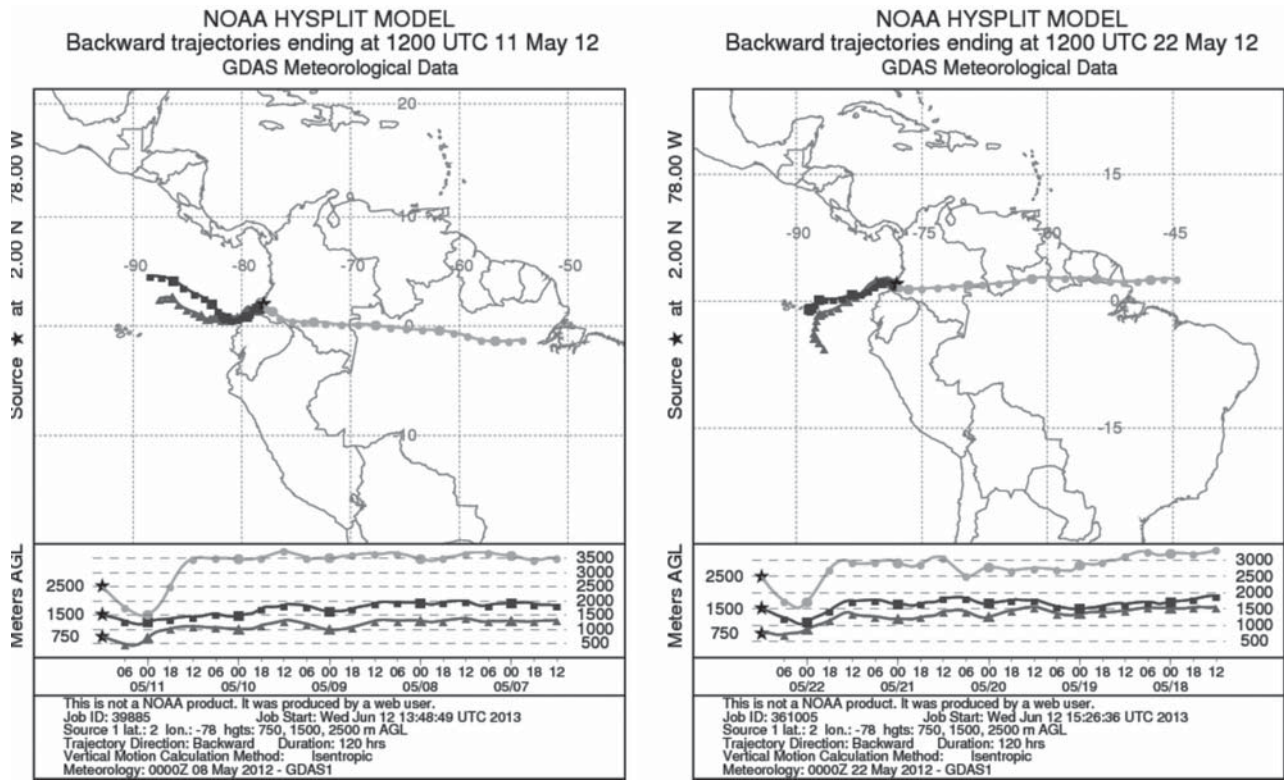 NOAA HYSPLIT MODEL
Backward trajectories ending at 1200 UTC 11 May 12
GDAS Meteorological Data
Source ★ at 2.00 N 78.00 W
20
10
-90
-80
-70
-60
-50
0
-10
Meters AGL
2500
1500
750
3500
3000
2500
2000
1500
1000
500
06 00 18 12 06 00 18 12 06 00 18 12 06 00 18 12 06 00 18 12
05/11 05/10 05/09 05/08 05/07
This is not a NOAA product. It was produced by a web user.
Job ID: 39885 Job Start: Wed Jun 12 13:48:49 UTC 2013
Source 1 lat.: 2 lon.: -78 hgts: 750, 1500, 2500 m AGL
Trajectory Direction: Backward Duration: 120 hrs
Vertical Motion Calculation Method: Isentropic
Meteorology: 0000Z 08 May 2012 - GDAS1
NOAA HYSPLIT MODEL
Backward trajectories ending at 1200 UTC 22 May 12
GDAS Meteorological Data
Source ★ at 2.00 N 78.00 W
15
-90
-75
-60
-45
0
-15
Meters AGL
2500
1500
750
3000
2500
2000
1500
1000
500
06 00 18 12 06 00 18 12 06 00 18 12 06 00 18 12 06 00 18 12
05/22 05/21 05/20 05/19 05/18
This is not a NOAA product. It was produced by a web user.
Job ID: 361005 Job Start: Wed Jun 12 15:26:36 UTC 2013
Source 1 lat.: 2 lon.: -78 hgts: 750, 1500, 2500 m AGL
Trajectory Direction: Backward Duration: 120 hrs
Vertical Motion Calculation Method: Isentropic
Meteorology: 0000Z 22 May 2012 - GDAS1